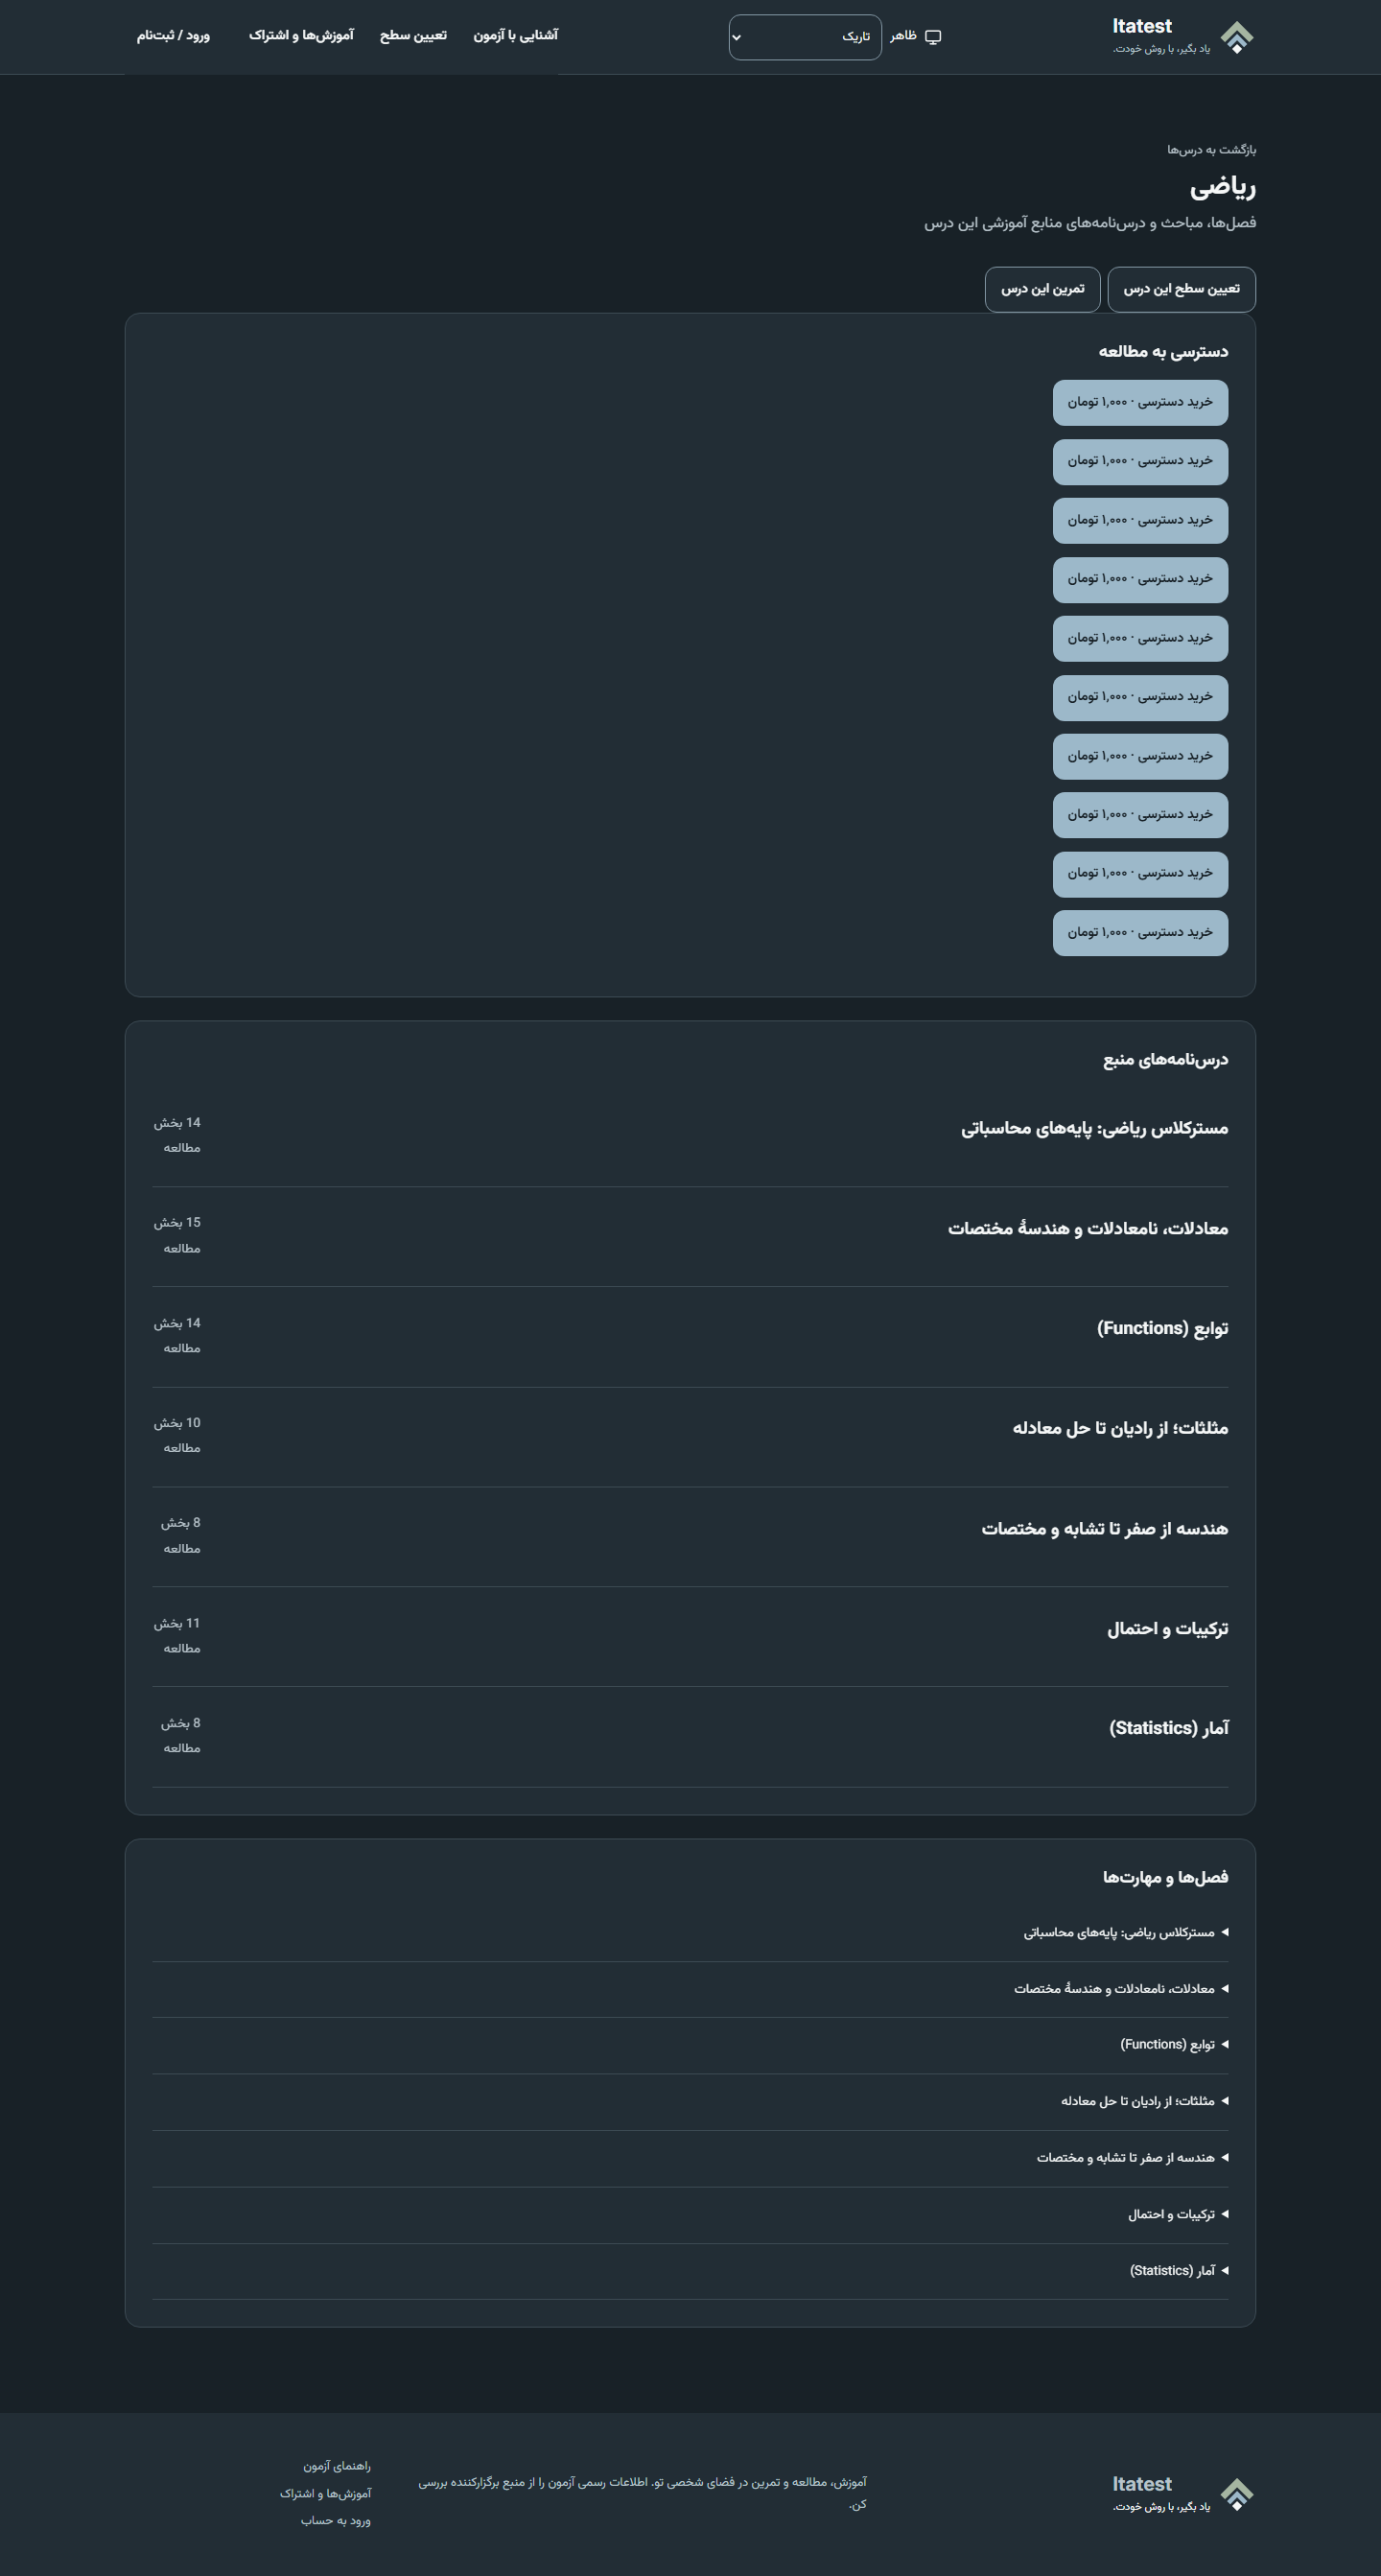 Itatest
یاد بگیر، با روش خودت.
ظاهر
تاریک
آشنایی با آزمون
تعیین سطح
آموزش‌ها و اشتراک
ورود / ثبت‌نام
بازگشت به درس‌ها
ریاضی
فصل‌ها، مباحث و درس‌نامه‌های منابع آموزشی این درس
تعیین سطح این درس
تمرین این درس
دسترسی به مطالعه
خرید دسترسی · ۱,۰۰۰ تومان
خرید دسترسی · ۱,۰۰۰ تومان
خرید دسترسی · ۱,۰۰۰ تومان
خرید دسترسی · ۱,۰۰۰ تومان
خرید دسترسی · ۱,۰۰۰ تومان
خرید دسترسی · ۱,۰۰۰ تومان
خرید دسترسی · ۱,۰۰۰ تومان
خرید دسترسی · ۱,۰۰۰ تومان
خرید دسترسی · ۱,۰۰۰ تومان
خرید دسترسی · ۱,۰۰۰ تومان
درس‌نامه‌های منبع
مسترکلاس ریاضی: پایه‌های محاسباتی
14 بخش
مطالعه
معادلات، نامعادلات و هندسهٔ مختصات
15 بخش
مطالعه
توابع (Functions)
14 بخش
مطالعه
مثلثات؛ از رادیان تا حل معادله
10 بخش
مطالعه
هندسه از صفر تا تشابه و مختصات
8 بخش
مطالعه
ترکیبات و احتمال
11 بخش
مطالعه
آمار (Statistics)
8 بخش
مطالعه
فصل‌ها و مهارت‌ها
مسترکلاس ریاضی: پایه‌های محاسباتی
معادلات، نامعادلات و هندسهٔ مختصات
توابع (Functions)
مثلثات؛ از رادیان تا حل معادله
هندسه از صفر تا تشابه و مختصات
ترکیبات و احتمال
آمار (Statistics)
Itatest
یاد بگیر، با روش خودت.
آموزش، مطالعه و تمرین در فضای شخصی تو. اطلاعات رسمی آزمون را از منبع برگزارکننده بررسی
کن.
راهنمای آزمون
آموزش‌ها و اشتراک
ورود به حساب